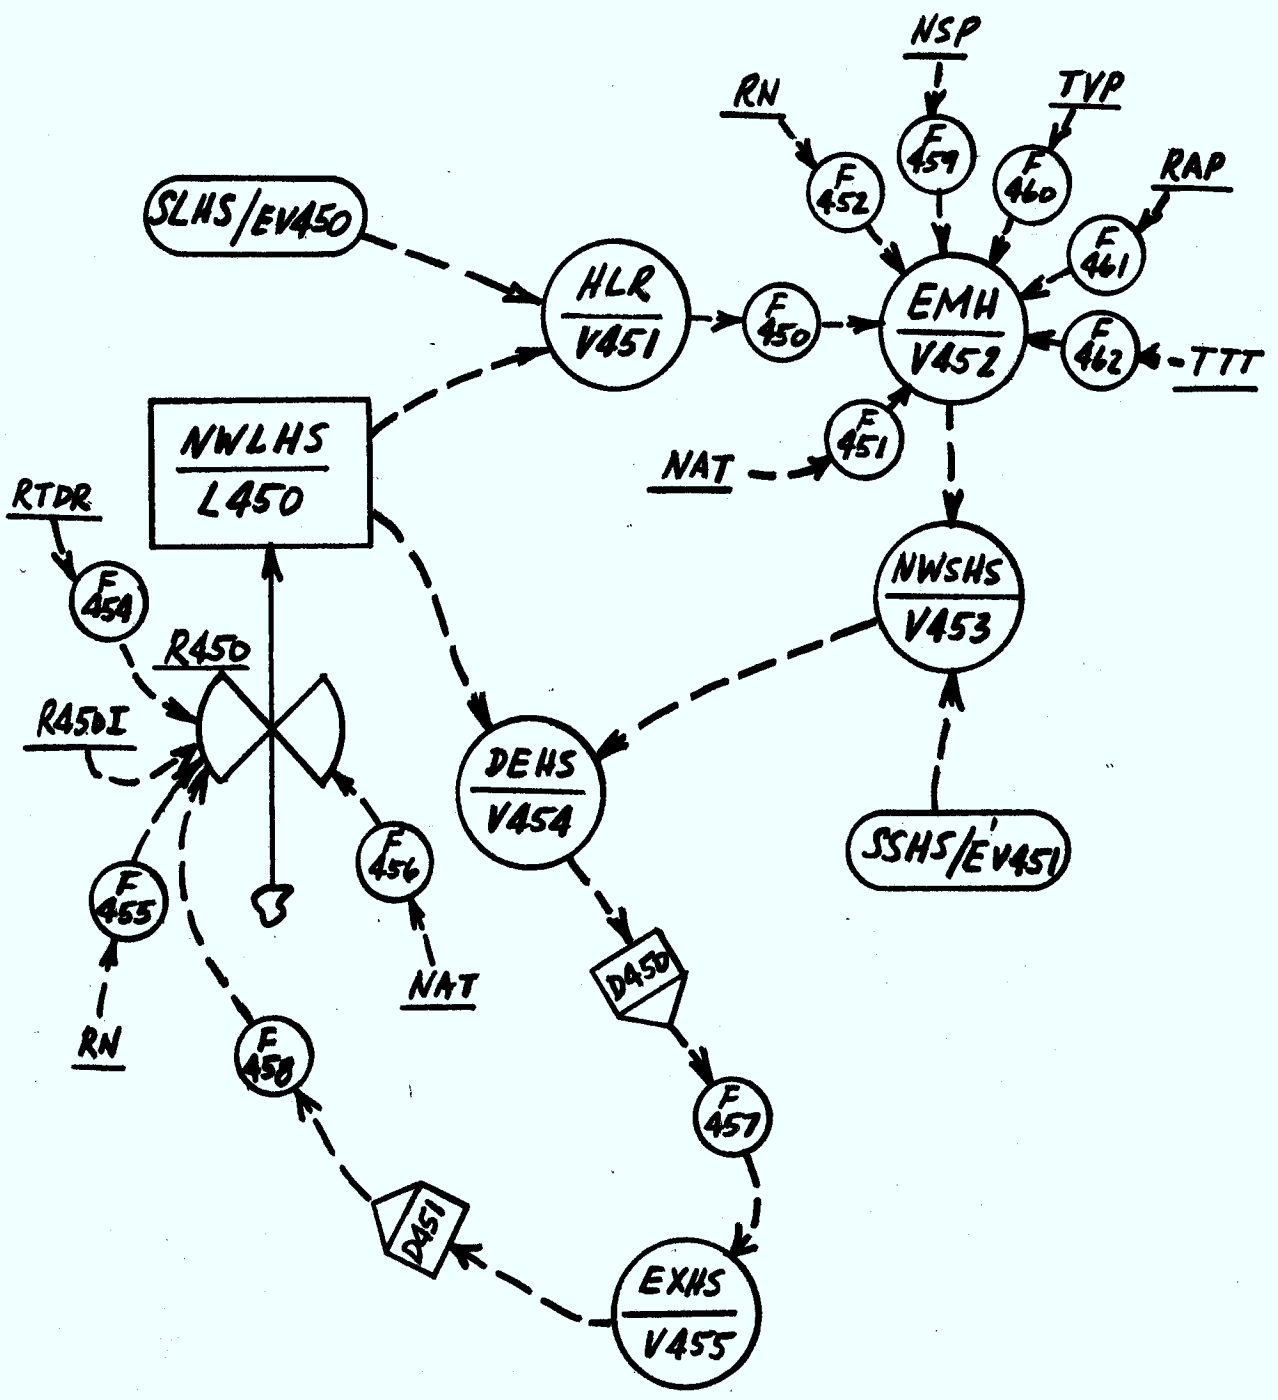 NSP
RN
TVP
F
459
F
460
F
452
RAP
SLHS/EV450
F
461
HLR
V451
F
450
EMH
V452
F
462
TTT
F
451
NAT
NWLHS
L450
RTDR
F
454
NWSHS
V453
R450
R450I
DEHS
V454
SSHS/EV451
F
455
F
456
D450
NAT
RN
F
458
F
457
D451
EXHS
V455